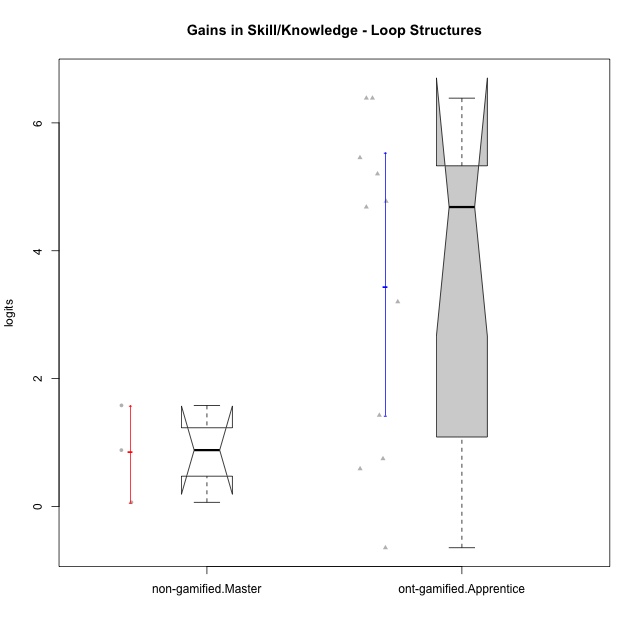 Gains in Skill/Knowledge - Loop Structures
logits
6
4
2
0
non-gamified.Master
ont-gamified.Apprentice